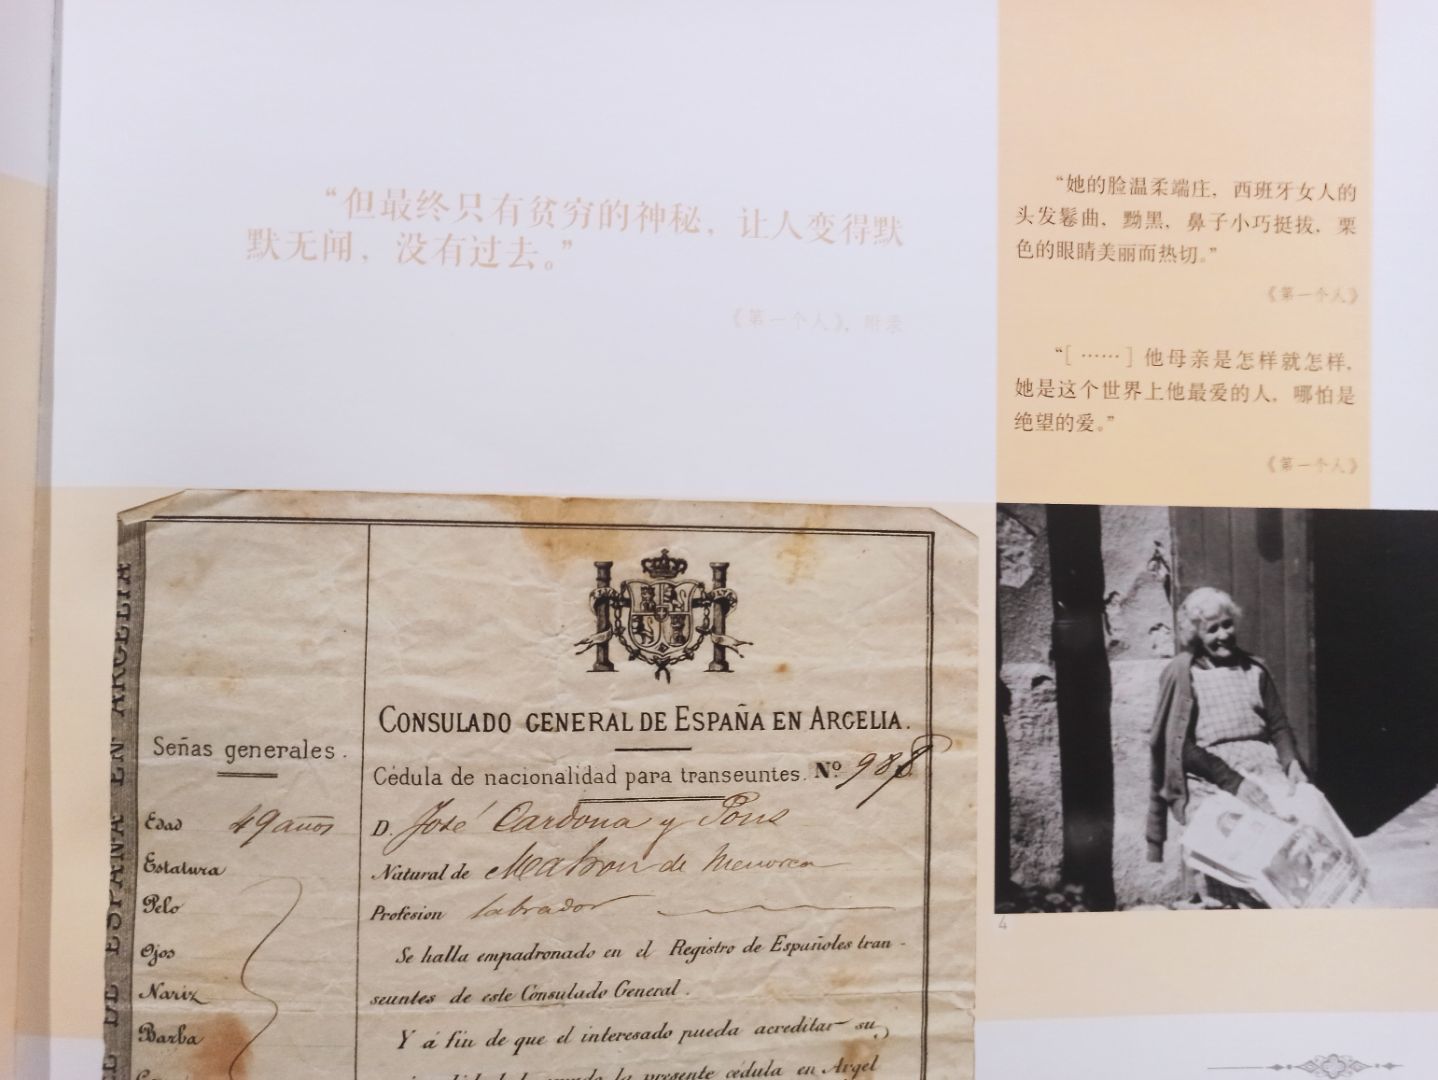 “但最终只有贫穷的神秘，让人变得默
默无闻，没有过去。”
《第一个人》，附录
“她的脸温柔端庄，西班牙女人的
头发鬈曲、黝黑，鼻子小巧挺拔，栗
色的眼睛美丽而热切。”
《第一个人》
“[ …… ] 他母亲是怎样就怎样，
她是这个世界上他最爱的人，哪怕是
绝望的爱。”
《第一个人》
DE ESPAÑA EN ARGELIA
CONSULADO GENERAL DE ESPAÑA EN ARGELIA.
Señas generales.
Cédula de nacionalidad para transeuntes. Nº 988
Edad 49 años
D. José Cardona y Pons
Estatura
Natural de Mahon de Menorca
Pelo
Profesion labrador
Ojos
Se halla empadronado en el Registro de Españoles tran-
Nariz
seuntes de este Consulado General.
Barba
Y á fin de que el interesado pueda acreditar su
la presente cédula en Argel
4